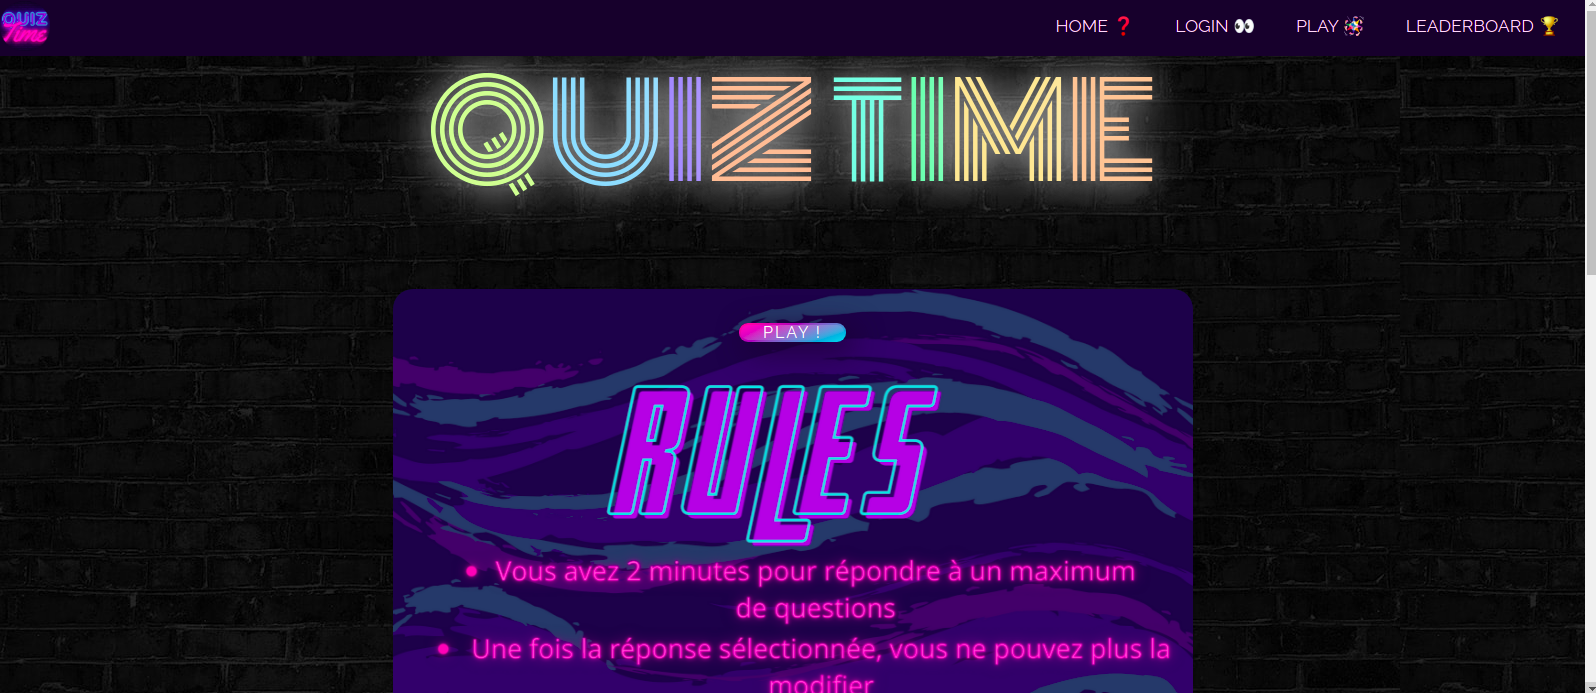 QUIZ
Time
HOME ❓ LOGIN 👀 PLAY LEADERBOARD 🏆
QUIZ TIME
PLAY !
RULES
• Vous avez 2 minutes pour répondre à un maximum
de questions
• Une fois la réponse sélectionnée, vous ne pouvez plus la
modifier